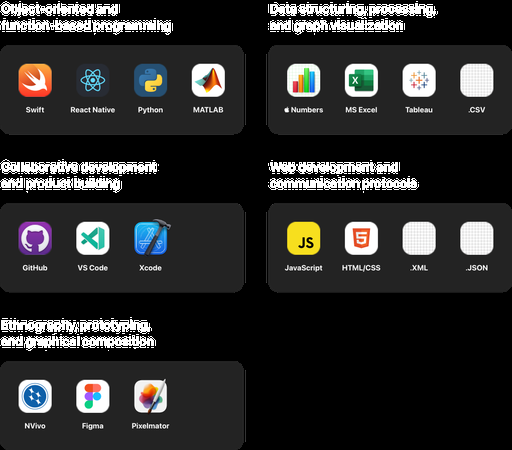 Object-oriented and
function-based programming
Swift
React Native
Python
MATLAB
Data structuring, processing,
and graph visualization
Numbers
MS Excel
Tableau
.CSV
Collaborative development
and product building
GitHub
VS Code
Xcode
Web development and
communication protocols
JS
JavaScript
HTML/CSS
.XML
.JSON
Ethnography, prototyping,
and graphical composition
NVivo
Figma
Pixelmator